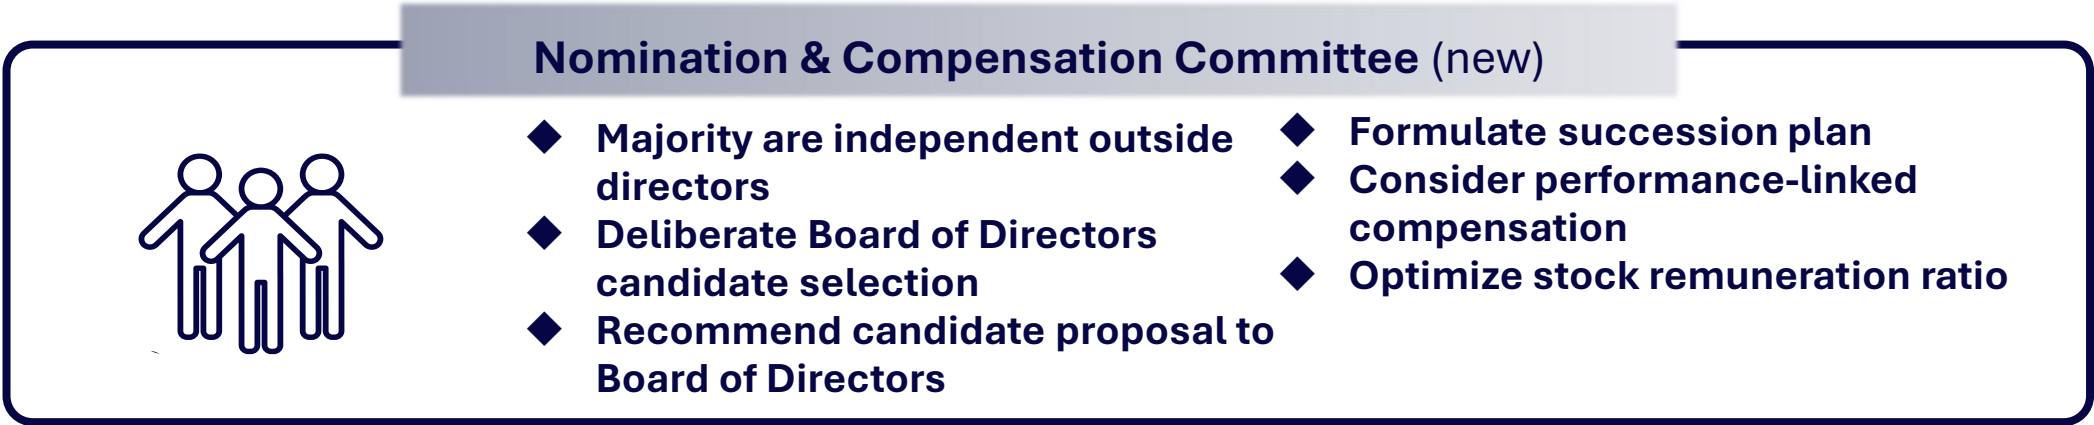 Nomination & Compensation Committee (new)
◆ Majority are independent outside
directors
◆ Deliberate Board of Directors
candidate selection
◆ Recommend candidate proposal to
Board of Directors
◆ Formulate succession plan
◆ Consider performance-linked
compensation
◆ Optimize stock remuneration ratio